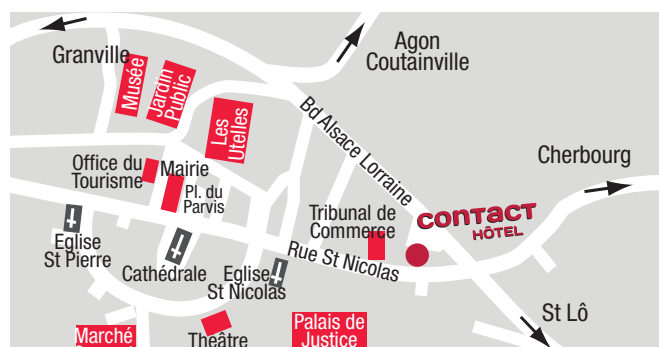 Granville
Agon
Coutainville
Musée
Jardin
Public
Les
Utelles
Bd Alsace Lorraine
Cherbourg
Office du
Tourisme
Mairie
Pl. du
Parvis
Tribunal de
Commerce
contact
HÔTEL
Eglise
St Pierre
Cathédrale
Eglise
St Nicolas
Rue St Nicolas
St Lô
Marché
Théâtre
Palais de
Justice